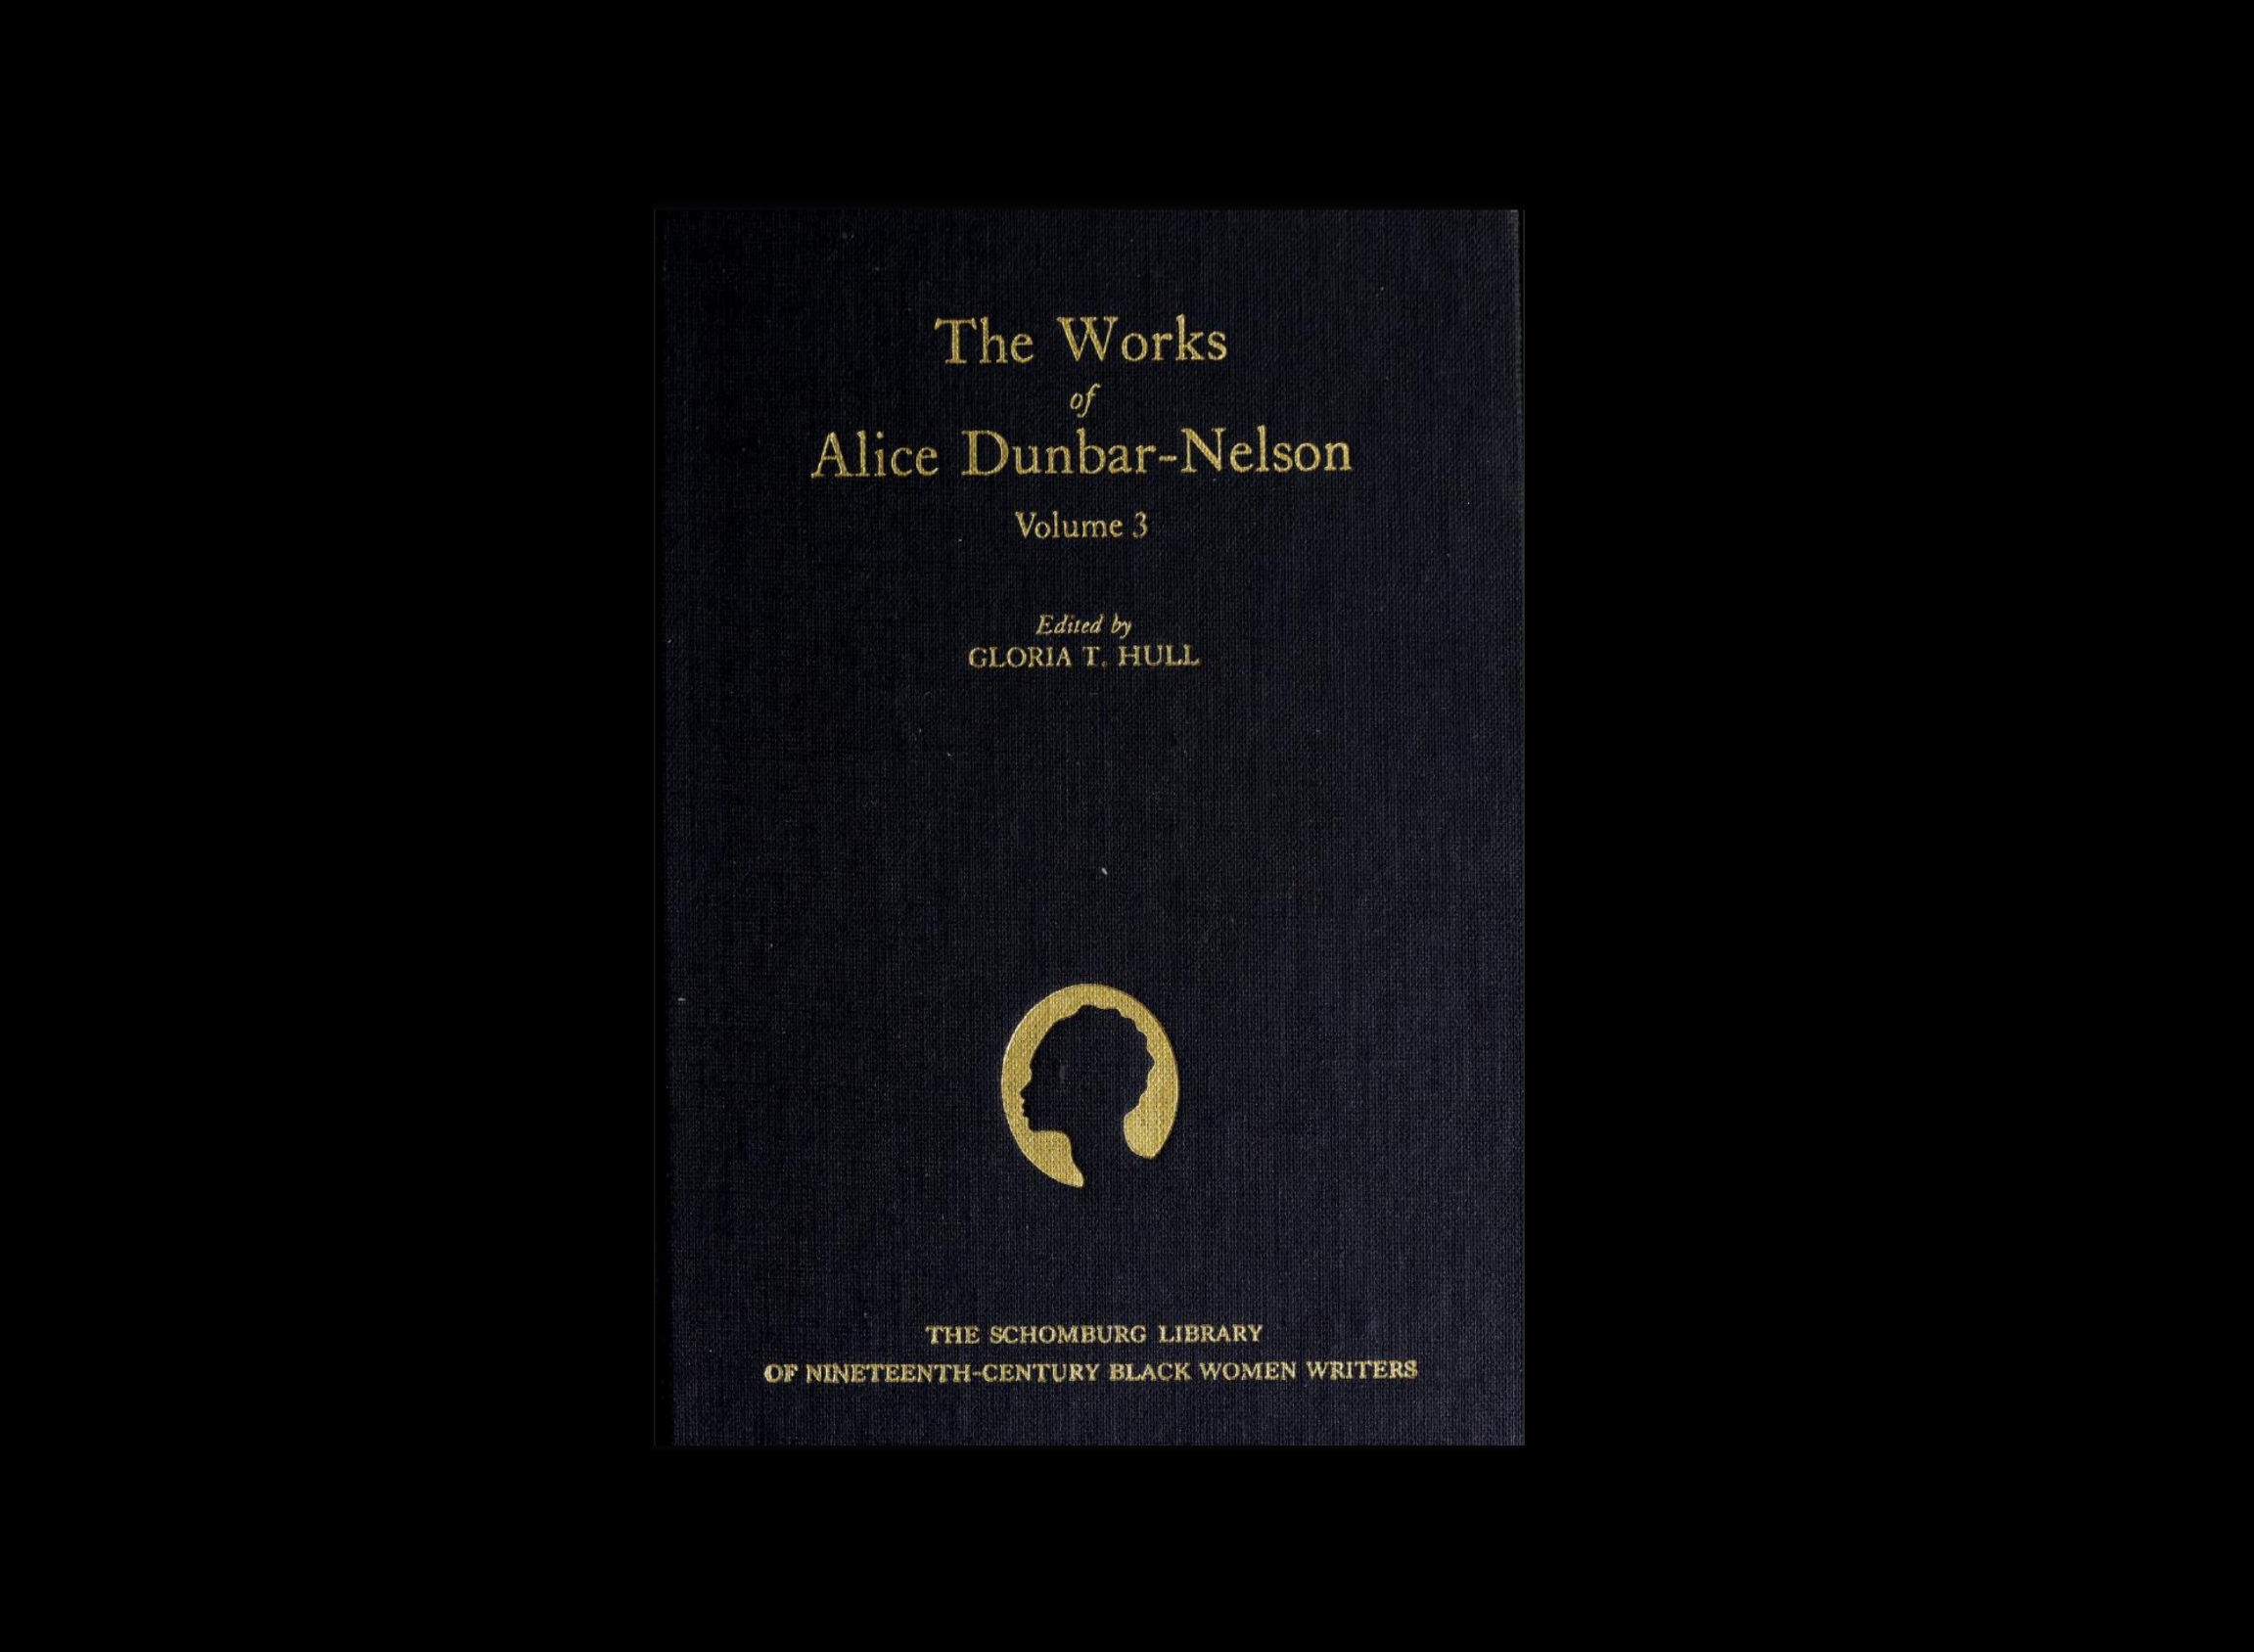 The Works
of
Alice Dunbar-Nelson
Volume 3
Edited by
GLORIA T. HULL
THE SCHOMBURG LIBRARY
OF NINETEENTH-CENTURY BLACK WOMEN WRITERS